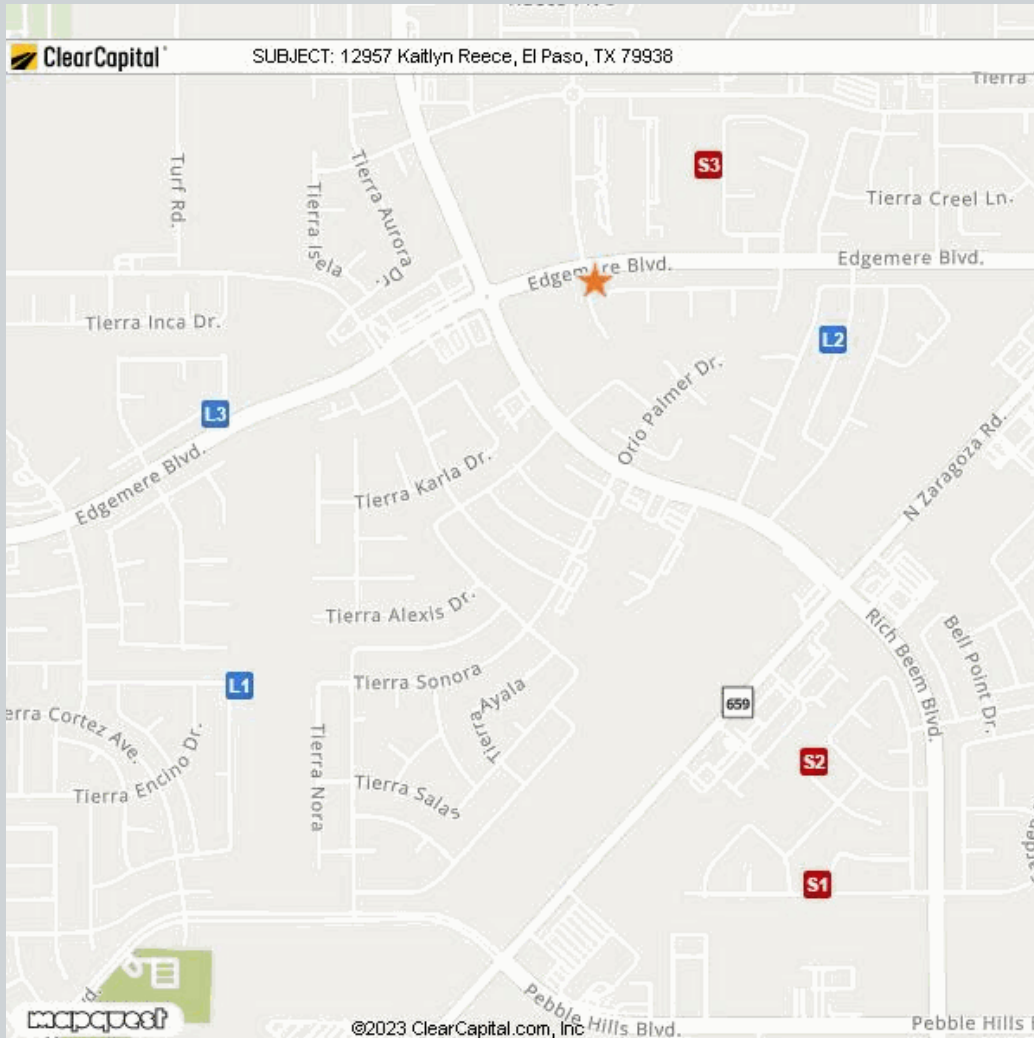 ClearCapital
SUBJECT: 12957 Kaitlyn Reece, El Paso, TX 79938
Tierra
S3
Turf Rd.
Tierra Isela
Tierra Aurora Dr.
Tierra Creel Ln.
Edgemere Blvd.
Edgemere Blvd.
Tierra Inca Dr.
L2
L3
Orio Palmer Dr.
Edgemere Blvd.
Tierra Karla Dr.
N Zaragoza Rd.
Tierra Alexis Dr.
Rich Beem Blvd.
Bell Point Dr.
L1
Tierra Sonora
Tierra Ayala
659
erra Cortez Ave.
Tierra Encino Dr.
Tierra Nora
Tierra Salas
S2
S1
Pebble Hills Blvd.
Pebble Hills
mapquest
©2023 ClearCapital.com, Inc